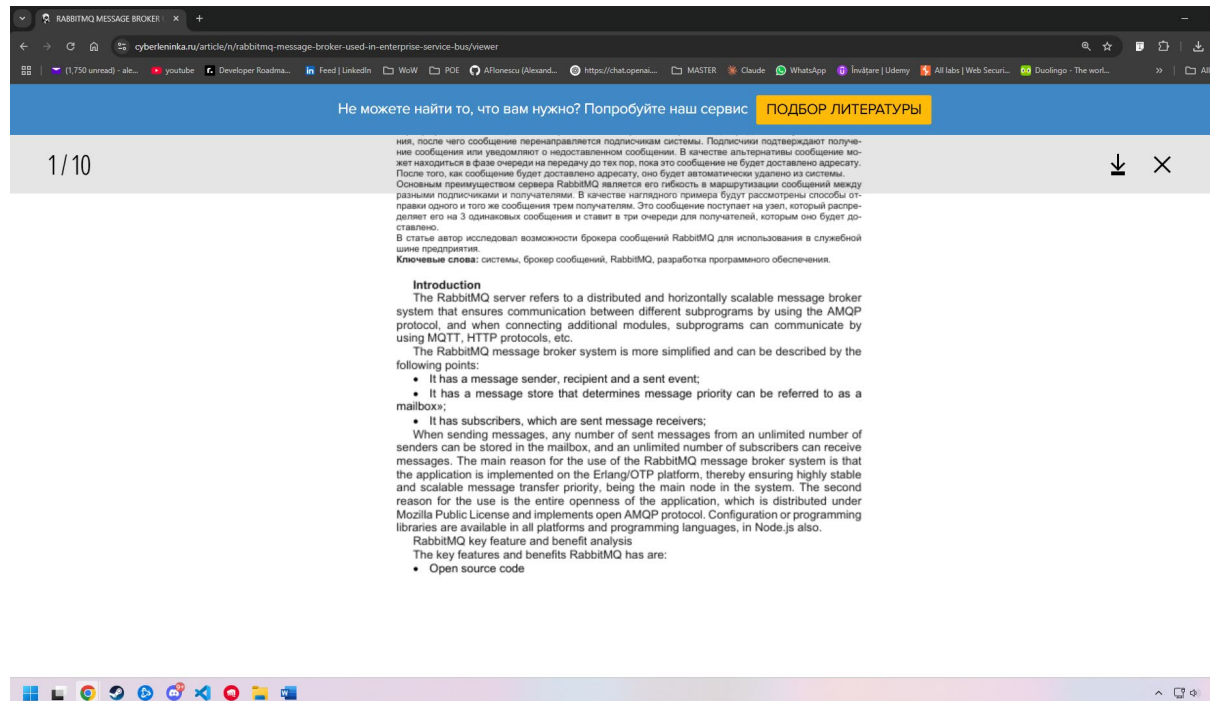 RABBITMQ MESSAGE BROKER
cyberleninka.ru/article/n/rabbitmq-message-broker-used-in-enterprise-service-bus/viewer
(1,750 unread) - ale... youtube Developer Roadma... Feed | LinkedIn WoW POE AFIonescu (Alexand... https://chat.openai.... MASTER Claude WhatsApp Învățare | Udemy All labs | Web Securi... Duolingo - The worl... » All
Не можете найти то, что вам нужно? Попробуйте наш сервис ПОДБОР ЛИТЕРАТУРЫ
1 / 10
ния, после чего сообщение перенаправляется подписчикам системы. Подписчики подтверждают получе-
ние сообщения или уведомляют о недоставленном сообщении. В качестве альтернативы сообщение мо-
жет находиться в фазе очереди на передачу до тех пор, пока это сообщение не будет доставлено адресату.
После того, как сообщение будет доставлено адресату, оно будет автоматически удалено из системы.
Основным преимуществом сервера RabbitMQ является его гибкость в маршрутизации сообщений между
разными подписчиками и получателями. В качестве наглядного примера будут рассмотрены способы от-
правки одного и того же сообщения трем получателям. Это сообщение поступает на узел, который распре-
деляет его на 3 одинаковых сообщения и ставит в три очереди для получателей, которым оно будет до-
ставлено.
В статье автор исследовал возможности брокера сообщений RabbitMQ для использования в служебной
шине предприятия.
Ключевые слова: системы, брокер сообщений, RabbitMQ, разработка программного обеспечения.
Introduction
The RabbitMQ server refers to a distributed and horizontally scalable message broker
system that ensures communication between different subprograms by using the AMQP
protocol, and when connecting additional modules, subprograms can communicate by
using MQTT, HTTP protocols, etc.
The RabbitMQ message broker system is more simplified and can be described by the
following points:
• It has a message sender, recipient and a sent event;
• It has a message store that determines message priority can be referred to as a
mailbox»;
• It has subscribers, which are sent message receivers;
When sending messages, any number of sent messages from an unlimited number of
senders can be stored in the mailbox, and an unlimited number of subscribers can receive
messages. The main reason for the use of the RabbitMQ message broker system is that
the application is implemented on the Erlang/OTP platform, thereby ensuring highly stable
and scalable message transfer priority, being the main node in the system. The second
reason for the use is the entire openness of the application, which is distributed under
Mozilla Public License and implements open AMQP protocol. Configuration or programming
libraries are available in all platforms and programming languages, in Node.js also.
RabbitMQ key feature and benefit analysis
The key features and benefits RabbitMQ has are:
• Open source code